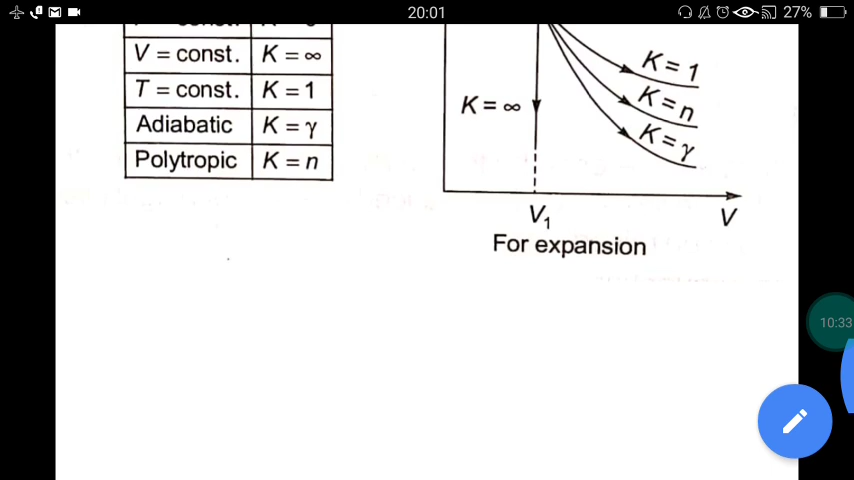 20:01
27%
V = const. K = ∞
T = const. K = 1
Adiabatic K = γ
Polytropic K = n
K = 1
K = n
K = γ
K = ∞
V₁
V
For expansion
10:33